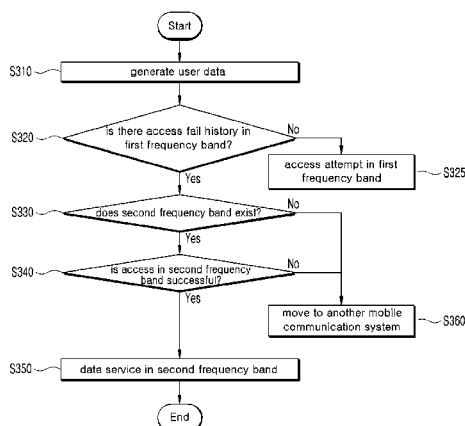 Start
S310
generate user data
S320
is there access fail history in
first frequency band?
No
access attempt in first
frequency band
S325
Yes
S330
does second frequency band exist?
No
Yes
S340
is access in second frequency
band successful?
No
Yes
move to another mobile
communication system
S360
S350
data service in second frequency band
End